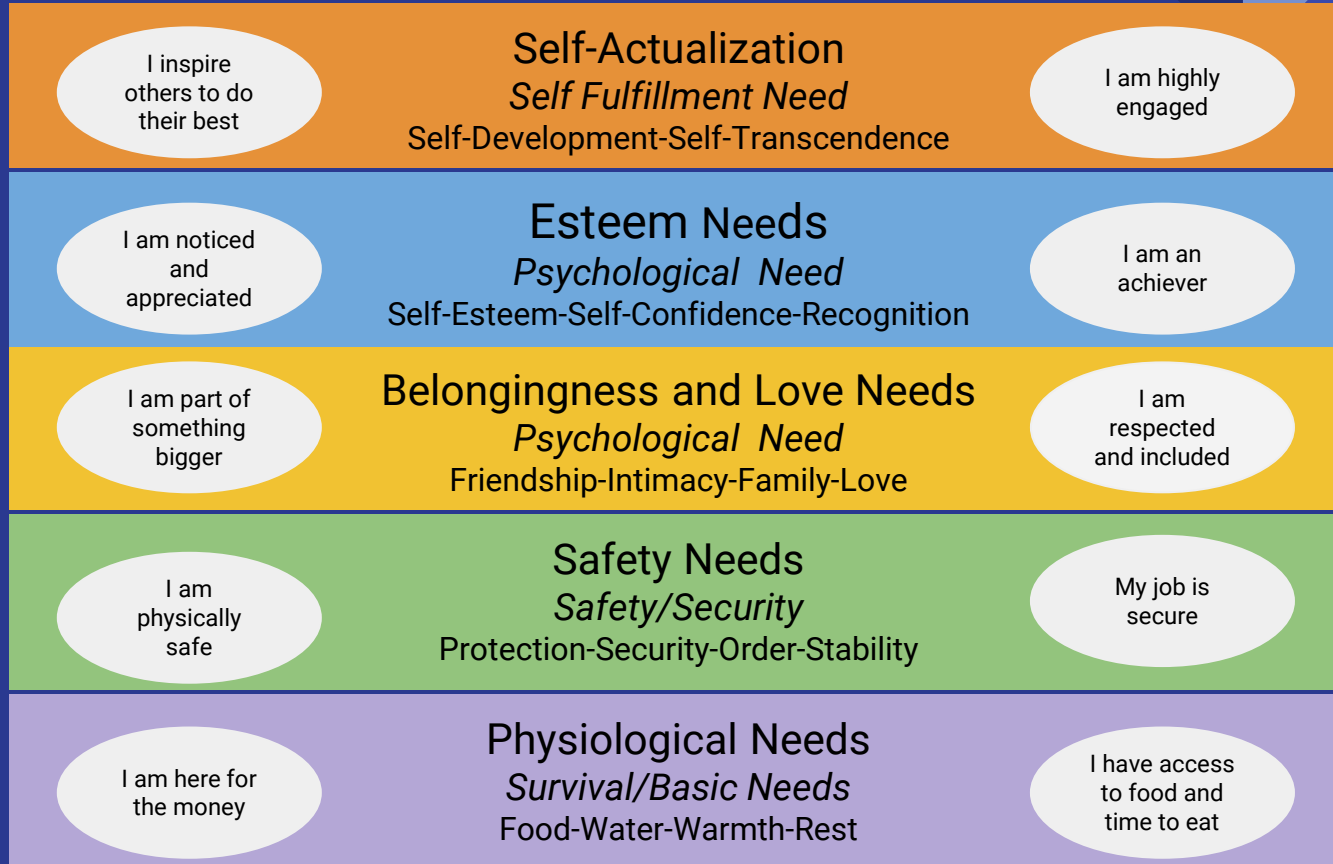 I inspire
others to do
their best
Self-Actualization
Self Fulfillment Need
Self-Development-Self-Transcendence
I am highly
engaged
I am noticed
and
appreciated
Esteem Needs
Psychological  Need
Self-Esteem-Self-Confidence-Recognition
I am an
achiever
I am part of
something
bigger
Belongingness and Love Needs
Psychological  Need
Friendship-Intimacy-Family-Love
I am
respected
and included
I am
physically
safe
Safety Needs
Safety/Security
Protection-Security-Order-Stability
My job is
secure
I am here for
the money
Physiological Needs
Survival/Basic Needs
Food-Water-Warmth-Rest
I have access
to food and
time to eat